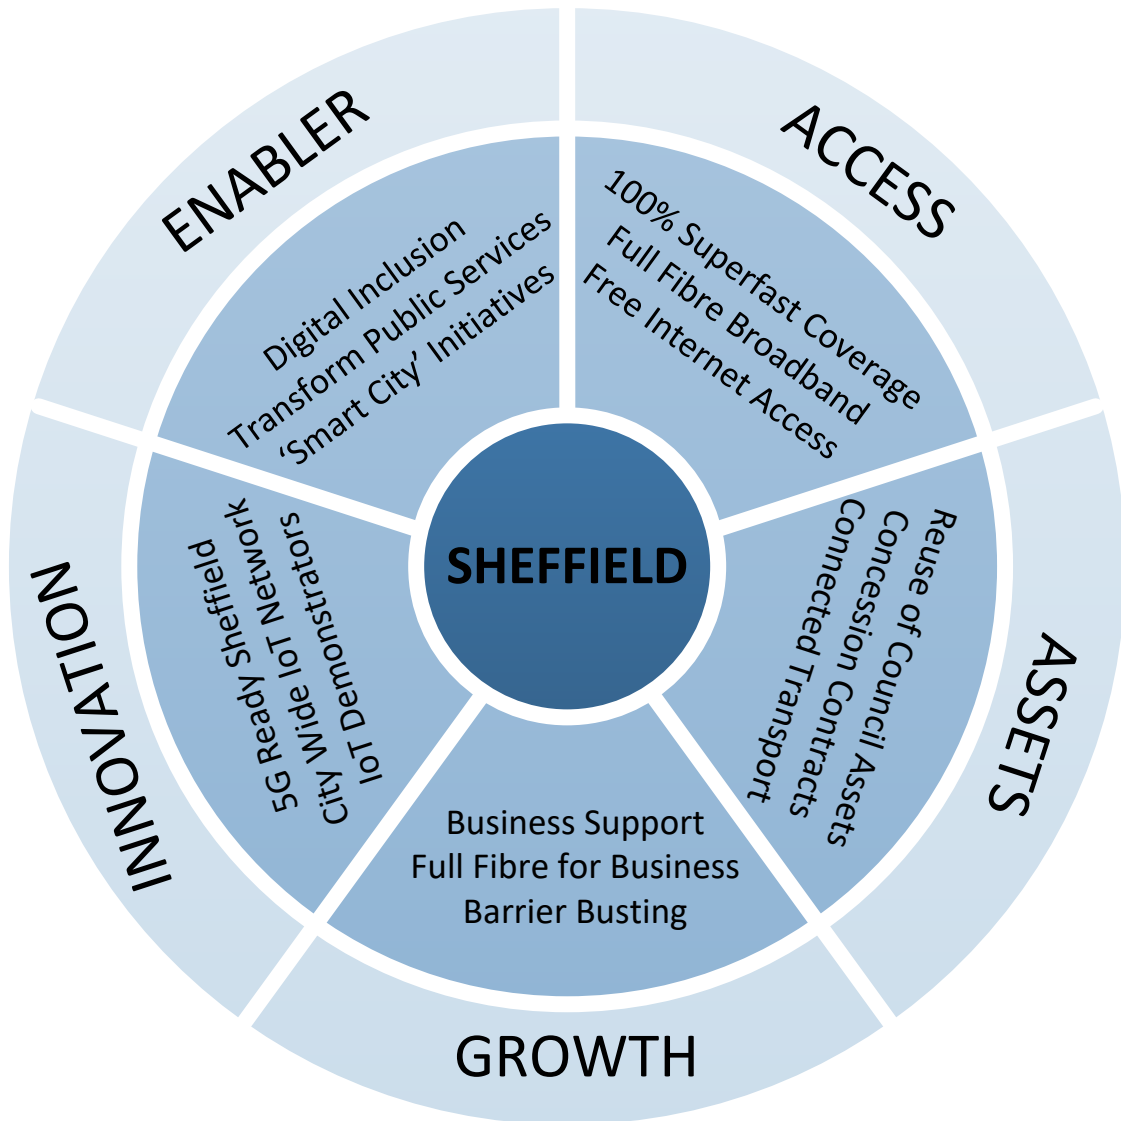 ENABLER
Digital Inclusion
Transform Public Services
‘Smart City’ Initiatives
ACCESS
100% Superfast Coverage
Full Fibre Broadband
Free Internet Access
ASSETS
Reuse of Council Assets
Concession Contracts
Connected Transport
GROWTH
Business Support
Full Fibre for Business
Barrier Busting
INNOVATION
5G Ready Sheffield
City Wide IoT Network
IoT Demonstrators
SHEFFIELD